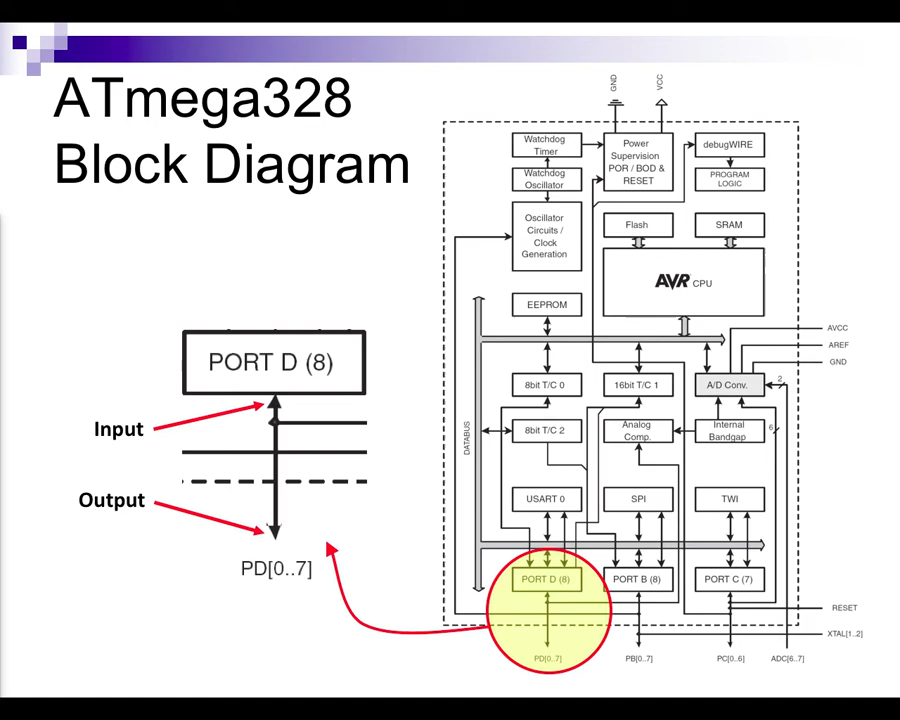 ATmega328
Block Diagram
PORT D (8)
Input
Output
PD[0..7]
GND
VCC
Watchdog
Timer
Watchdog
Oscillator
Oscillator
Circuits /
Clock
Generation
Power
Supervision
POR / BOD &
RESET
debugWIRE
PROGRAM
LOGIC
Flash
SRAM
AVR CPU
EEPROM
AVCC
AREF
GND
8bit T/C 0
16bit T/C 1
A/D Conv.
2
DATABUS
8bit T/C 2
Analog
Comp.
Internal
Bandgap
6
USART 0
SPI
TWI
PORT D (8)
PORT B (8)
PORT C (7)
RESET
XTAL[1..2]
PD[0..7]
PB[0..7]
PC[0..6]
ADC[6..7]